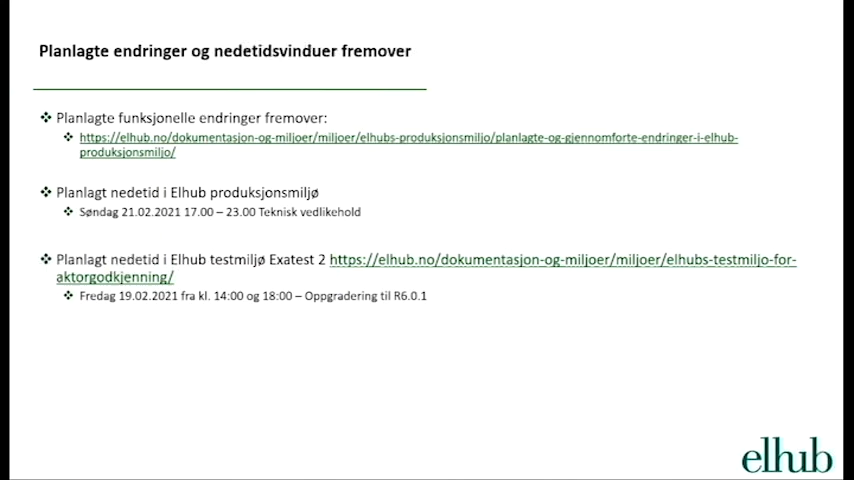 Planlagte endringer og nedetidsvinduer fremover
❖ Planlagte funksjonelle endringer fremover:
❖ https://elhub.no/dokumentasjon-og-miljoer/miljoer/elhubs-produksjonsmiljo/planlagte-og-gjennomforte-endringer-i-elhub-
produksjonsmiljo/
❖ Planlagt nedetid i Elhub produksjonsmiljø
❖ Søndag 21.02.2021 17.00 – 23.00 Teknisk vedlikehold
❖ Planlagt nedetid i Elhub testmiljø Exatest 2 https://elhub.no/dokumentasjon-og-miljoer/miljoer/elhubs-testmiljo-for-
aktorgodkjenning/
❖ Fredag 19.02.2021 fra kl. 14:00 og 18:00 – Oppgradering til R6.0.1
elhub